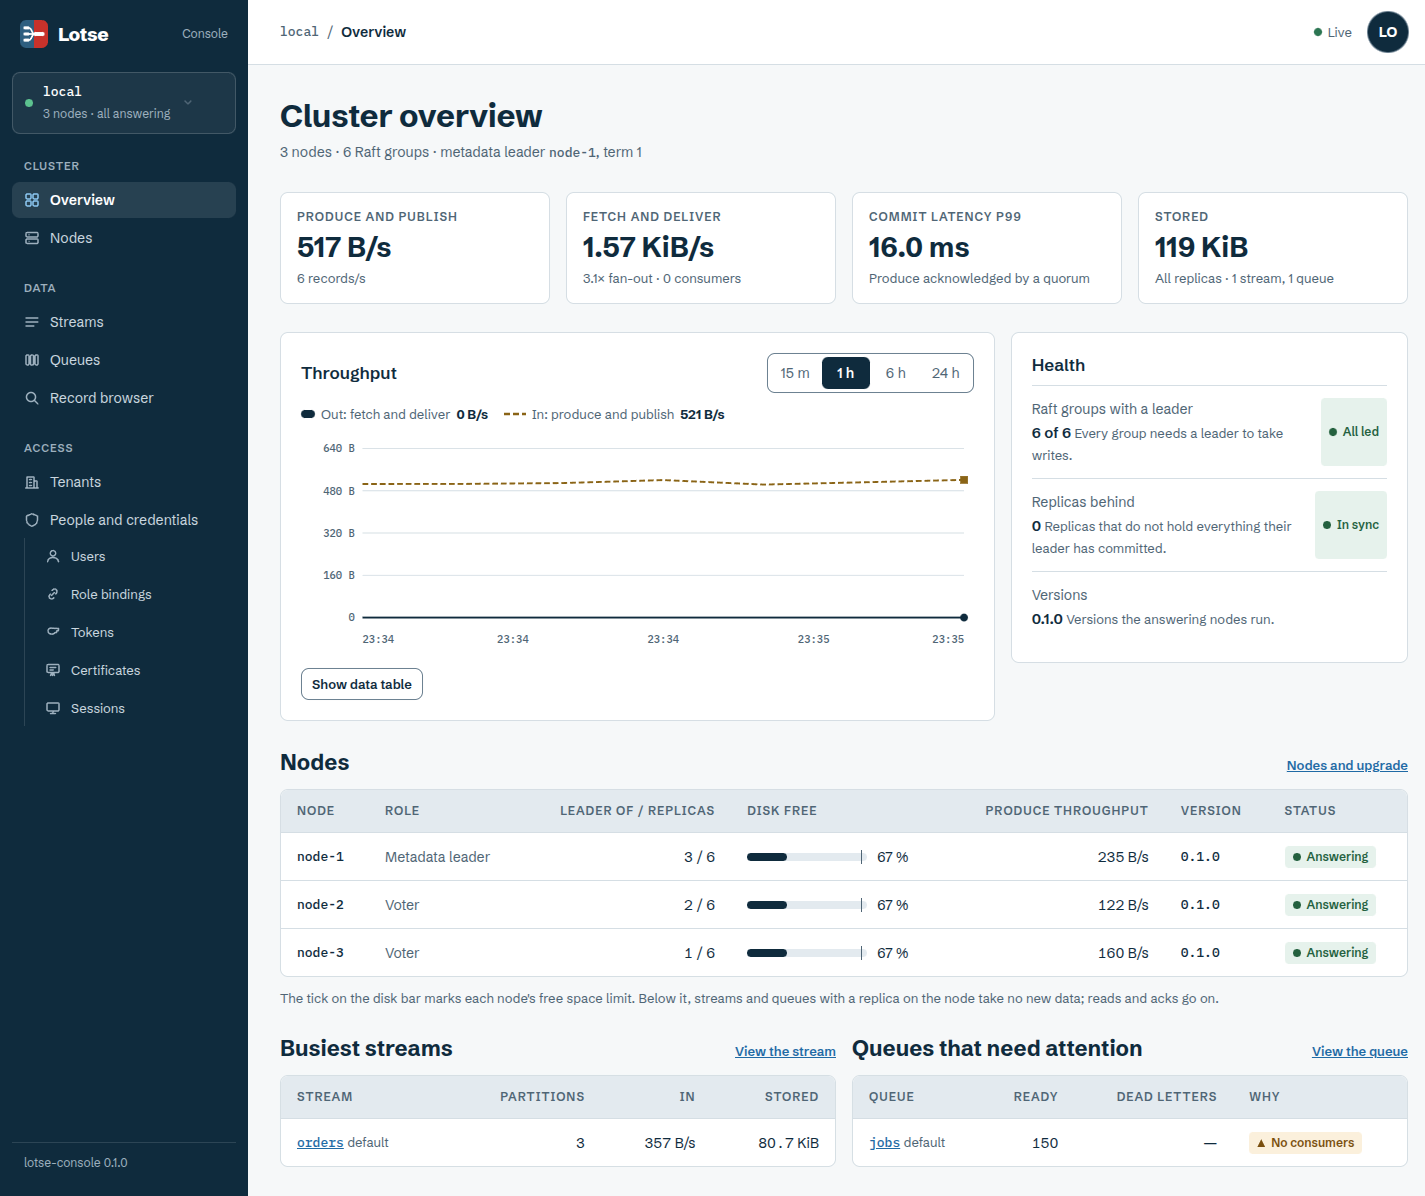 Lotse
Console
local
3 nodes · all answering
CLUSTER
Overview
Nodes
DATA
Streams
Queues
Record browser
ACCESS
Tenants
People and credentials
Users
Role bindings
Tokens
Certificates
Sessions
lotse-console 0.1.0
local / Overview
Live
LO
Cluster overview
3 nodes · 6 Raft groups · metadata leader node-1, term 1
PRODUCE AND PUBLISH
517 B/s
6 records/s
FETCH AND DELIVER
1.57 KiB/s
3.1× fan-out · 0 consumers
COMMIT LATENCY P99
16.0 ms
Produce acknowledged by a quorum
STORED
119 KiB
All replicas · 1 stream, 1 queue
Throughput
15 m 1 h 6 h 24 h
Out: fetch and deliver 0 B/s In: produce and publish 521 B/s
640 B
480 B
320 B
160 B
0
23:34 23:34 23:34 23:35 23:35
Show data table
Health
Raft groups with a leader
6 of 6 Every group needs a leader to take
writes.
All led
Replicas behind
0 Replicas that do not hold everything their
leader has committed.
In sync
Versions
0.1.0 Versions the answering nodes run.
Nodes
Nodes and upgrade
NODE ROLE LEADER OF / REPLICAS DISK FREE PRODUCE THROUGHPUT VERSION STATUS
node-1 Metadata leader 3 / 6 67 % 235 B/s 0.1.0 Answering
node-2 Voter 2 / 6 67 % 122 B/s 0.1.0 Answering
node-3 Voter 1 / 6 67 % 160 B/s 0.1.0 Answering
The tick on the disk bar marks each node's free space limit. Below it, streams and queues with a replica on the node take no new data; reads and acks go on.
Busiest streams
View the stream
STREAM PARTITIONS IN STORED
orders default 3 357 B/s 80.7 KiB
Queues that need attention
View the queue
QUEUE READY DEAD LETTERS WHY
jobs default 150 — No consumers